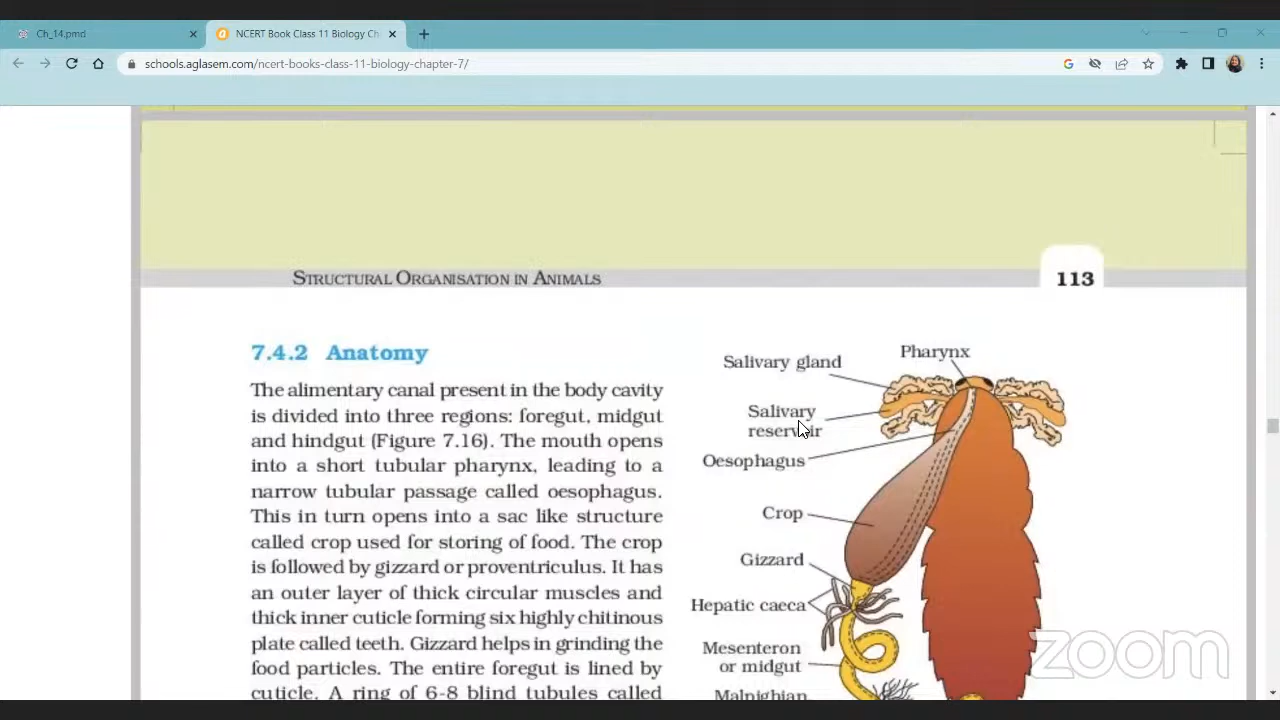 Ch_14.pmd
NCERT Book Class 11 Biology Ch
schools.aglasem.com/ncert-books-class-11-biology-chapter-7/
STRUCTURAL ORGANISATION IN ANIMALS
113
7.4.2 Anatomy
The alimentary canal present in the body cavity
is divided into three regions: foregut, midgut
and hindgut (Figure 7.16). The mouth opens
into a short tubular pharynx, leading to a
narrow tubular passage called oesophagus.
This in turn opens into a sac like structure
called crop used for storing of food. The crop
is followed by gizzard or proventriculus. It has
an outer layer of thick circular muscles and
thick inner cuticle forming six highly chitinous
plate called teeth. Gizzard helps in grinding the
food particles. The entire foregut is lined by
cuticle. A ring of 6-8 blind tubules called
Pharynx
Salivary gland
Salivary
reservoir
Oesophagus
Crop
Gizzard
Hepatic caeca
Mesenteron
or midgut
Malpighian
zoom